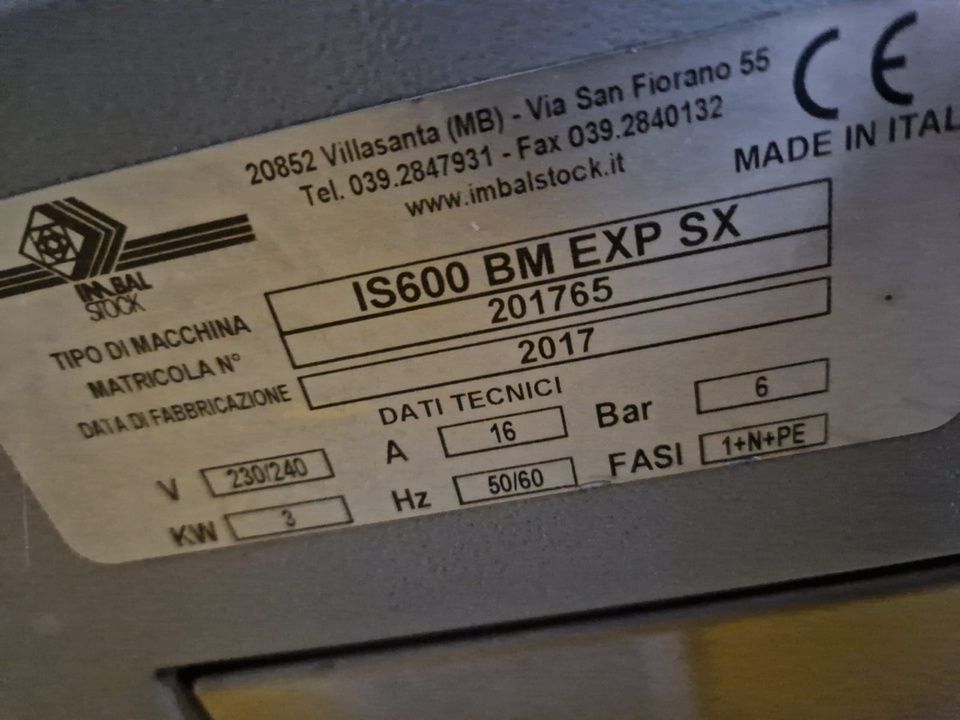 20852 Villasanta (MB) - Via San Fiorano 55
Tel. 039.2847931 - Fax 039.2840132
www.imbalstock.it
CE
MADE IN ITAL
IMBAL
STOCK
TIPO DI MACCHINA IS600 BM EXP SX
MATRICOLA N° 201765
DATA DI FABBRICAZIONE 2017
DATI TECNICI
V 230/240 A 16 Bar 6
KW 3 Hz 50/60 FASI 1+N+PE